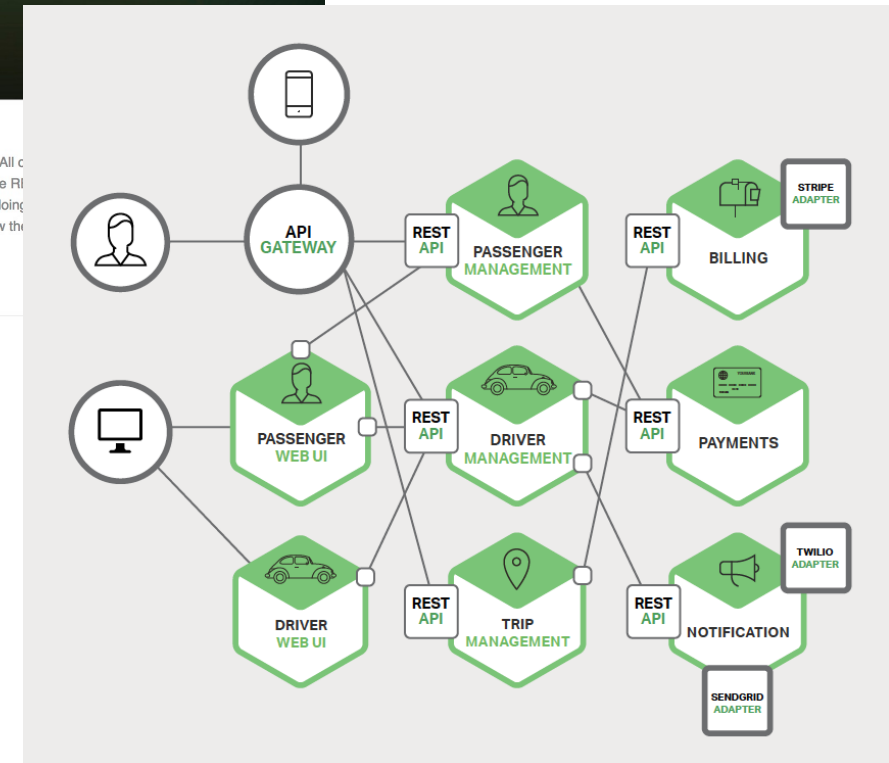 All
API
GATEWAY
REST
API
PASSENGER
MANAGEMENT
REST
API
BILLING
STRIPE
ADAPTER
PASSENGER
WEB UI
REST
API
DRIVER
MANAGEMENT
REST
API
PAYMENTS
DRIVER
WEB UI
REST
API
TRIP
MANAGEMENT
REST
API
NOTIFICATION
TWILIO
ADAPTER
SENDGRID
ADAPTER